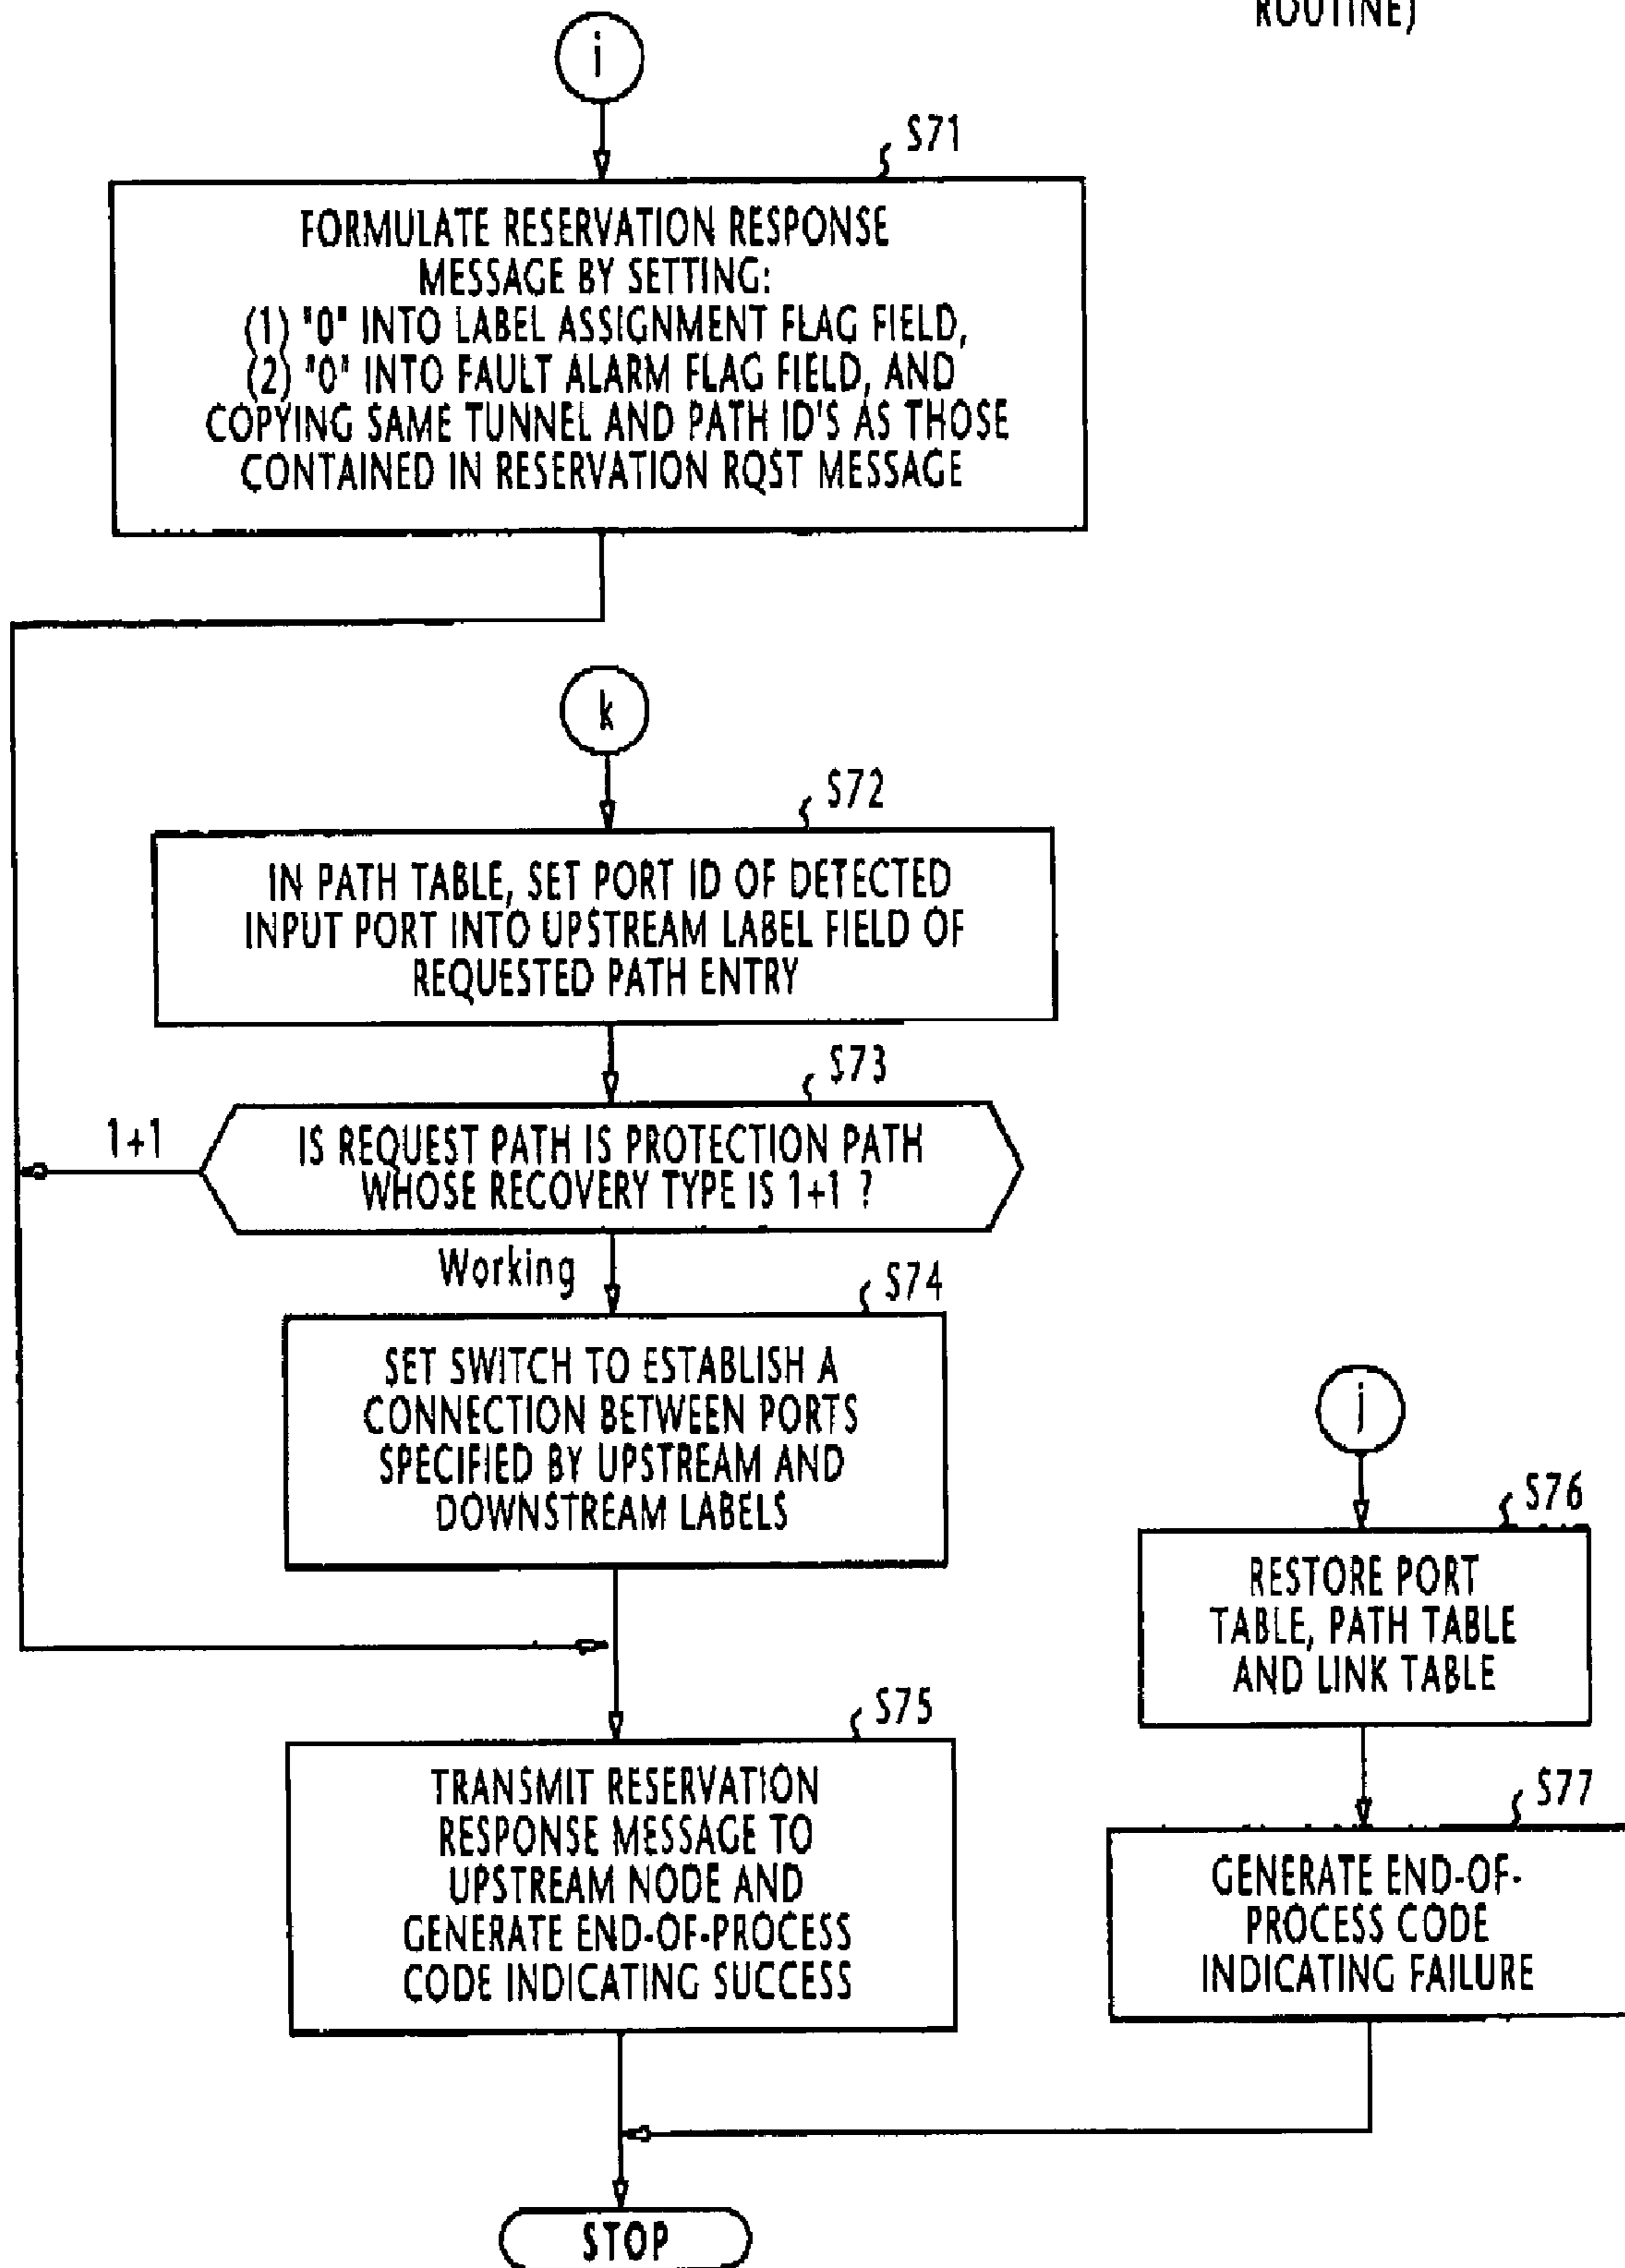 ROUTINE)
i
S71
FORMULATE RESERVATION RESPONSE
MESSAGE BY SETTING:
(1) "0" INTO LABEL ASSIGNMENT FLAG FIELD,
(2) "0" INTO FAULT ALARM FLAG FIELD, AND
COPYING SAME TUNNEL AND PATH ID'S AS THOSE
CONTAINED IN RESERVATION RQST MESSAGE
k
S72
IN PATH TABLE, SET PORT ID OF DETECTED
INPUT PORT INTO UPSTREAM LABEL FIELD OF
REQUESTED PATH ENTRY
S73
1+1
IS REQUEST PATH IS PROTECTION PATH
WHOSE RECOVERY TYPE IS 1+1 ?
Working
S74
SET SWITCH TO ESTABLISH A
CONNECTION BETWEEN PORTS
SPECIFIED BY UPSTREAM AND
DOWNSTREAM LABELS
S75
TRANSMIT RESERVATION
RESPONSE MESSAGE TO
UPSTREAM NODE AND
GENERATE END-OF-PROCESS
CODE INDICATING SUCCESS
j
S76
RESTORE PORT
TABLE, PATH TABLE
AND LINK TABLE
S77
GENERATE END-OF-
PROCESS CODE
INDICATING FAILURE
STOP